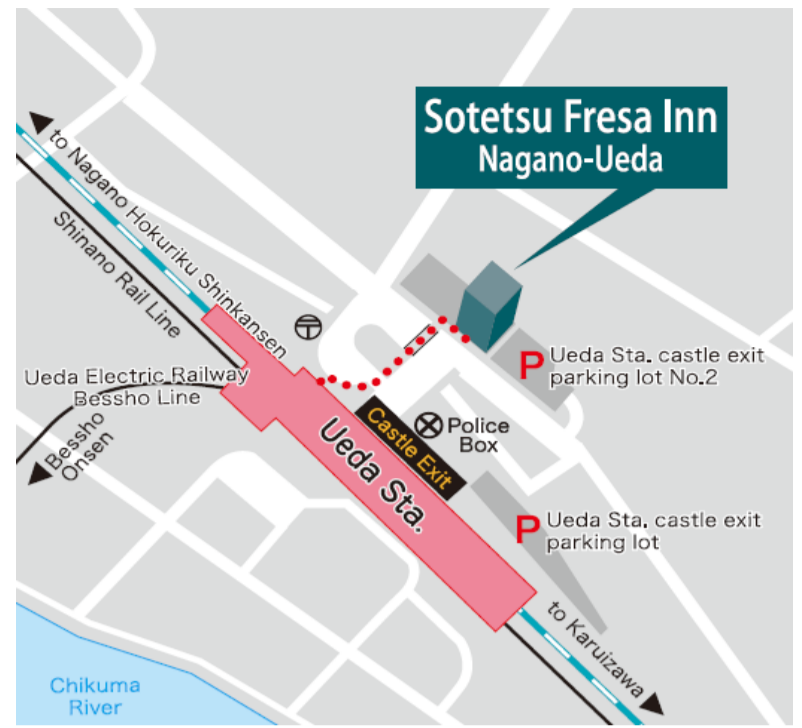 Sotetsu Fresa Inn
Nagano-Ueda
to Nagano Hokuriku Shinkansen
Shinano Rail Line
〒
Ueda Electric Railway
Bessho Line
Bessho
Onsen
Castle Exit
Ueda Sta.
Police
Box
P
Ueda Sta. castle exit
parking lot No.2
P
Ueda Sta. castle exit
parking lot
to Karuizawa
Chikuma
River